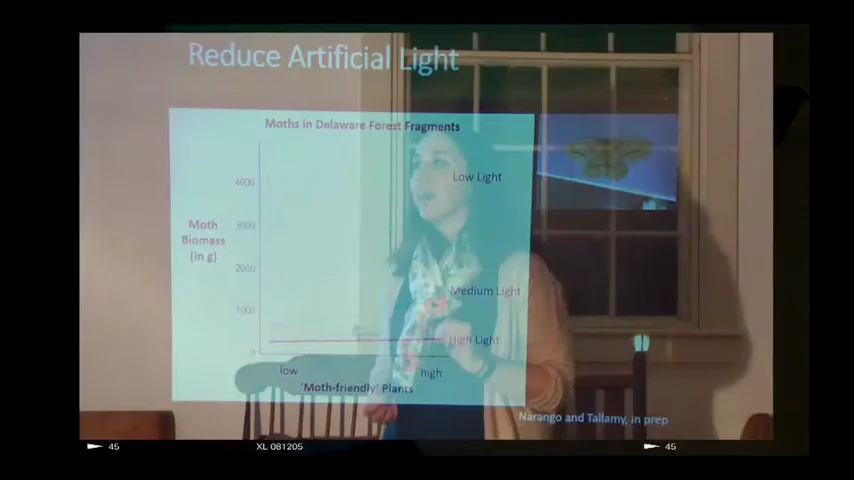 Reduce Artificial Light
Moths in Delaware Forest Fragments
Low Light
4000
Moth
Biomass
(in g)
3000
2000
Medium Light
1000
High Light
0
low
high
'Moth-friendly' Plants
Narango and Tallamy, in prep
45
XL 081205
45